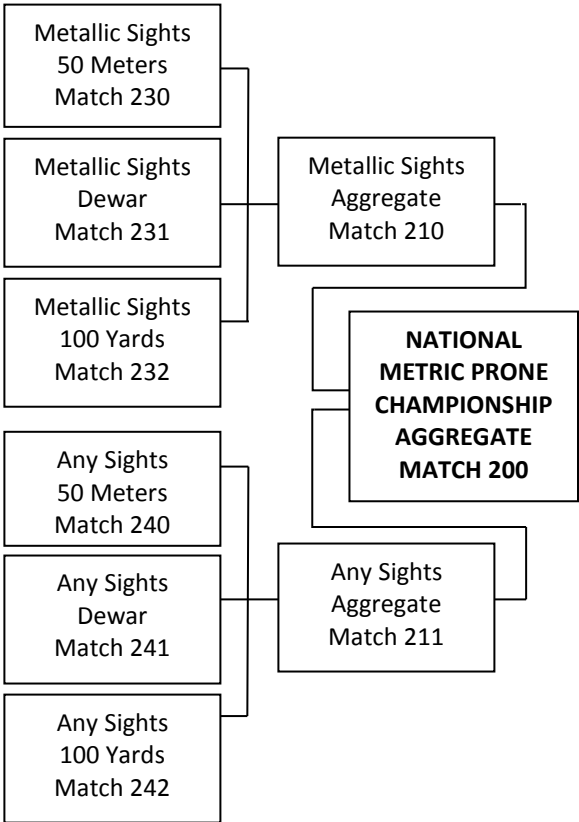 Metallic Sights
50 Meters
Match 230
Metallic Sights
Dewar
Match 231
Metallic Sights
100 Yards
Match 232
Metallic Sights
Aggregate
Match 210
NATIONAL
METRIC PRONE
CHAMPIONSHIP
AGGREGATE
MATCH 200
Any Sights
50 Meters
Match 240
Any Sights
Dewar
Match 241
Any Sights
100 Yards
Match 242
Any Sights
Aggregate
Match 211